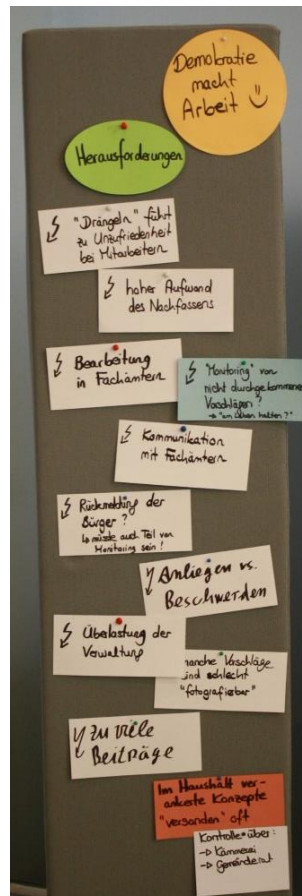 Demokratie
macht
Arbeit
Herausforderungen
"Drängeln" führt
zu Unzufriedenheit
bei Mitarbeitern
hoher Aufwand
des Nachfassens
Bearbeitung
in Fachämtern
"Monitoring" von
nicht durchgekommenen
Vorschlägen?
→ "am Leben halten?"
Kommunikation
mit Fachämtern
Rückmeldung der
Bürger?
↳ müsste auch Teil von
Monitoring sein!
Anliegen vs.
Beschwerden
Überlastung der
Verwaltung
manche Vorschläge
sind schlecht
"fotografierbar"
zu viele
Beiträge
Im Haushalt ver-
ankerte Konzepte
"versanden" oft
Kontrolle über:
→ Kämmerei
→ Gemeinderat